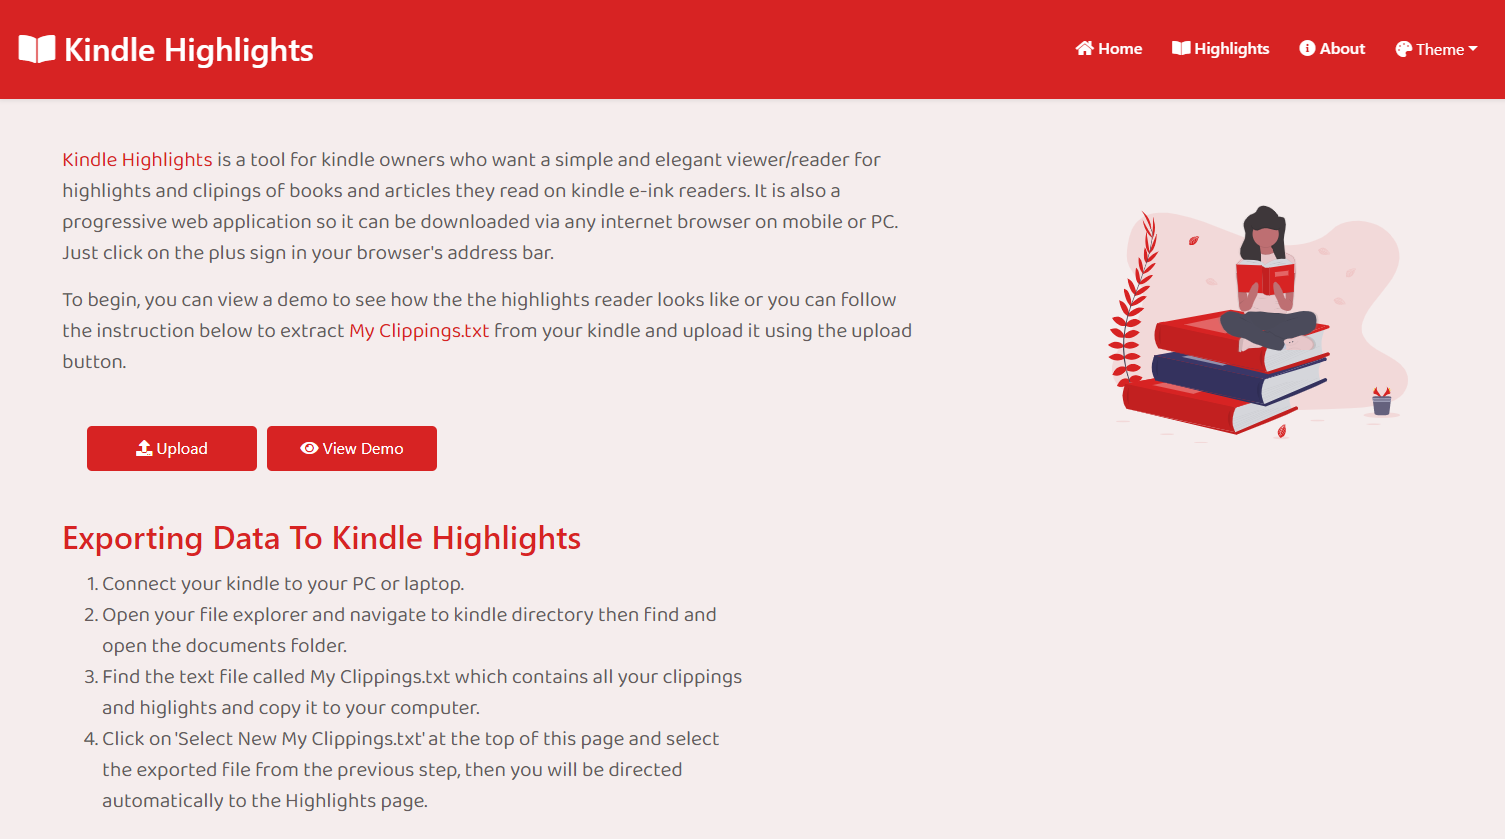 Kindle Highlights
Home
Highlights
About
Theme
Kindle Highlights is a tool for kindle owners who want a simple and elegant viewer/reader for
highlights and clipings of books and articles they read on kindle e-ink readers. It is also a
progressive web application so it can be downloaded via any internet browser on mobile or PC.
Just click on the plus sign in your browser's address bar.
To begin, you can view a demo to see how the the highlights reader looks like or you can follow
the instruction below to extract My Clippings.txt from your kindle and upload it using the upload
button.
Upload
View Demo
Exporting Data To Kindle Highlights
1. Connect your kindle to your PC or laptop.
2. Open your file explorer and navigate to kindle directory then find and
open the documents folder.
3. Find the text file called My Clippings.txt which contains all your clippings
and higlights and copy it to your computer.
4. Click on 'Select New My Clippings.txt' at the top of this page and select
the exported file from the previous step, then you will be directed
automatically to the Highlights page.